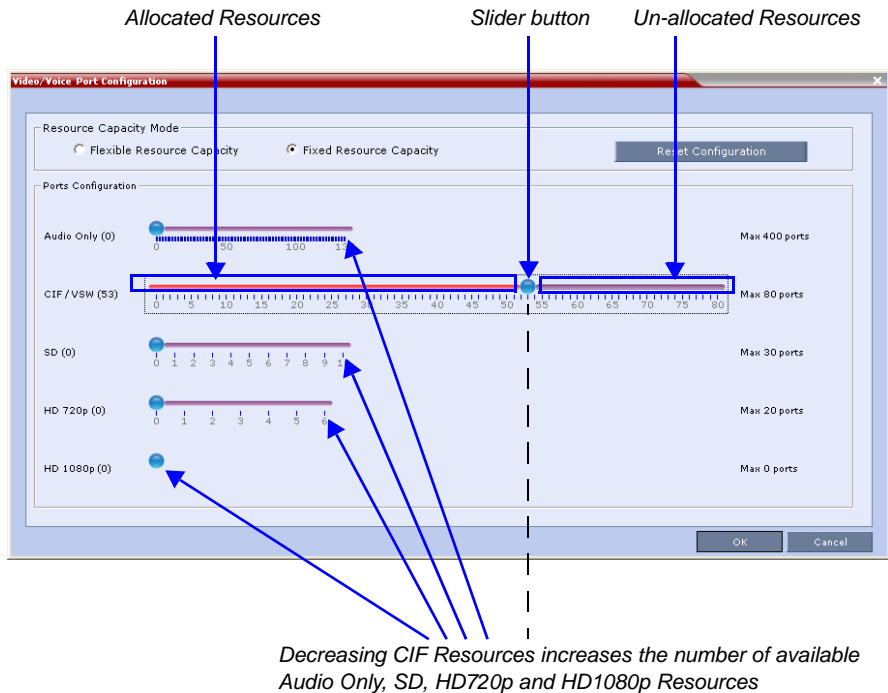 Allocated Resources Slider button Un-allocated Resources
Video/Voice Port Configuration
Resource Capacity Mode
Flexible Resource Capacity Fixed Resource Capacity Reset Configuration
Ports Configuration
Audio Only (0) Max 400 ports
0 50 100 13
CIF / VSW (53) Max 80 ports
0 5 10 15 20 25 30 35 40 45 50 55 60 65 70 75 80
SD (0) Max 30 ports
0 1 2 3 4 5 6 7 8 9 1
HD 720p (0) Max 20 ports
0 1 2 3 4 5 6
HD 1080p (0) Max 0 ports
OK Cancel
Decreasing CIF Resources increases the number of available
Audio Only, SD, HD720p and HD1080p Resources